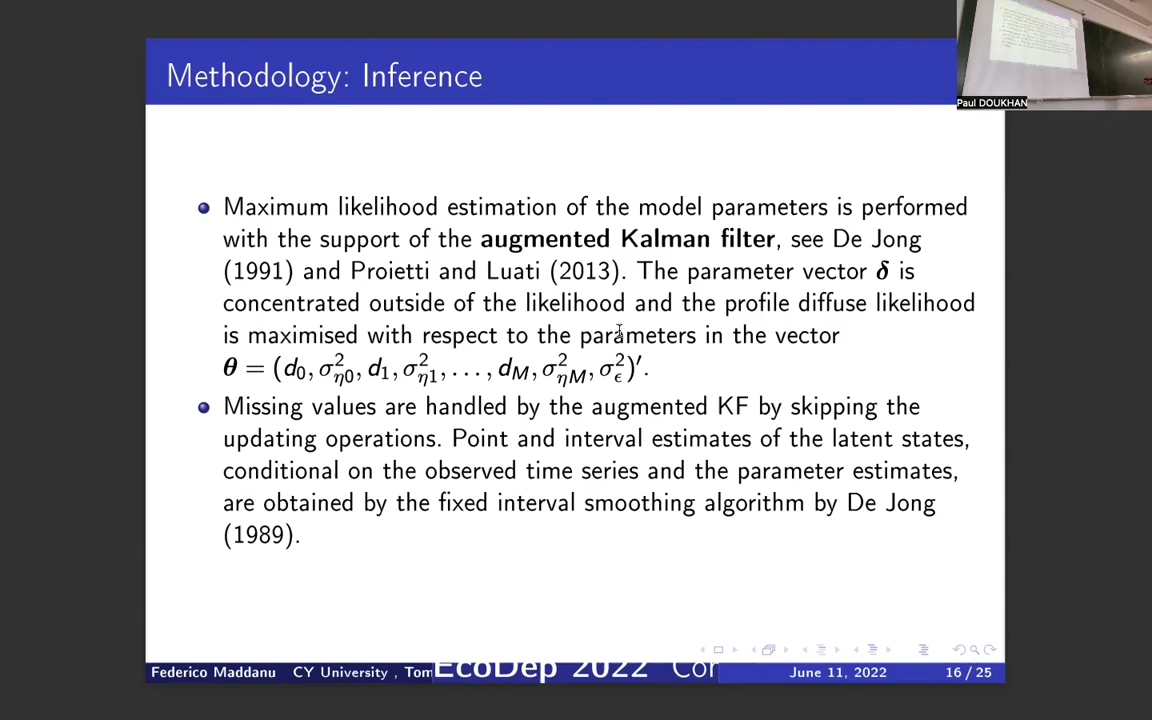 Methodology: Inference
Paul DOUKHAN
Maximum likelihood estimation of the model parameters is performed
with the support of the augmented Kalman filter, see De Jong
(1991) and Proietti and Luati (2013). The parameter vector δ is
concentrated outside of the likelihood and the profile diffuse likelihood
is maximised with respect to the parameters in the vector
θ = (d₀, σ²η0, d₁, σ²η1, . . . , d_M, σ²ηM, σ²ϵ)′.
Missing values are handled by the augmented KF by skipping the
updating operations. Point and interval estimates of the latent states,
conditional on the observed time series and the parameter estimates,
are obtained by the fixed interval smoothing algorithm by De Jong
(1989).
Federico Maddanu CY University , Tom EcoDep 2022 Con June 11, 2022 16 / 25